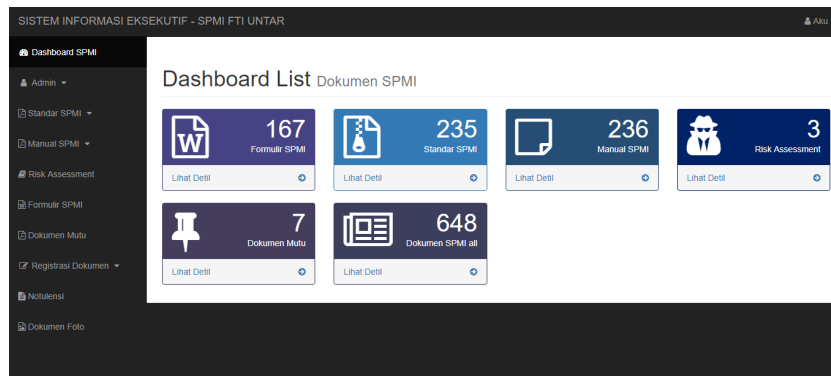 SISTEM INFORMASI EKSEKUTIF - SPMI FTI UNTAR
Aku
Dashboard SPMI
Admin
Standar SPMI
Manual SPMI
Risk Assessment
Formulir SPMI
Dokumen Mutu
Registrasi Dokumen
Notulensi
Dokumen Foto
Dashboard List Dokumen SPMI
W
167
Formulir SPMI
Lihat Detil
235
Standar SPMI
Lihat Detil
236
Manual SPMI
Lihat Detil
3
Risk Assessment
Lihat Detil
7
Dokumen Mutu
Lihat Detil
648
Dokumen SPMI all
Lihat Detil